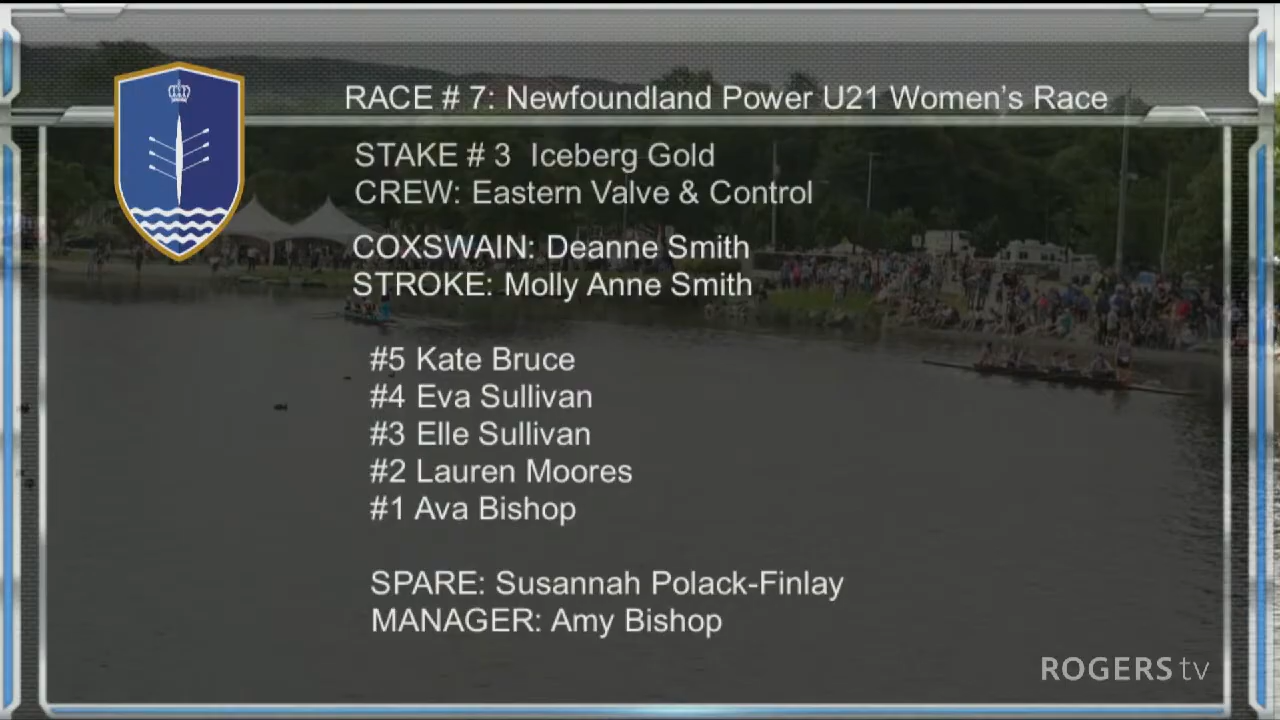 RACE # 7: Newfoundland Power U21 Women's Race
STAKE # 3 Iceberg Gold
CREW: Eastern Valve & Control
COXSWAIN: Deanne Smith
STROKE: Molly Anne Smith
#5 Kate Bruce
#4 Eva Sullivan
#3 Elle Sullivan
#2 Lauren Moores
#1 Ava Bishop
SPARE: Susannah Polack-Finlay
MANAGER: Amy Bishop
ROGERS tv